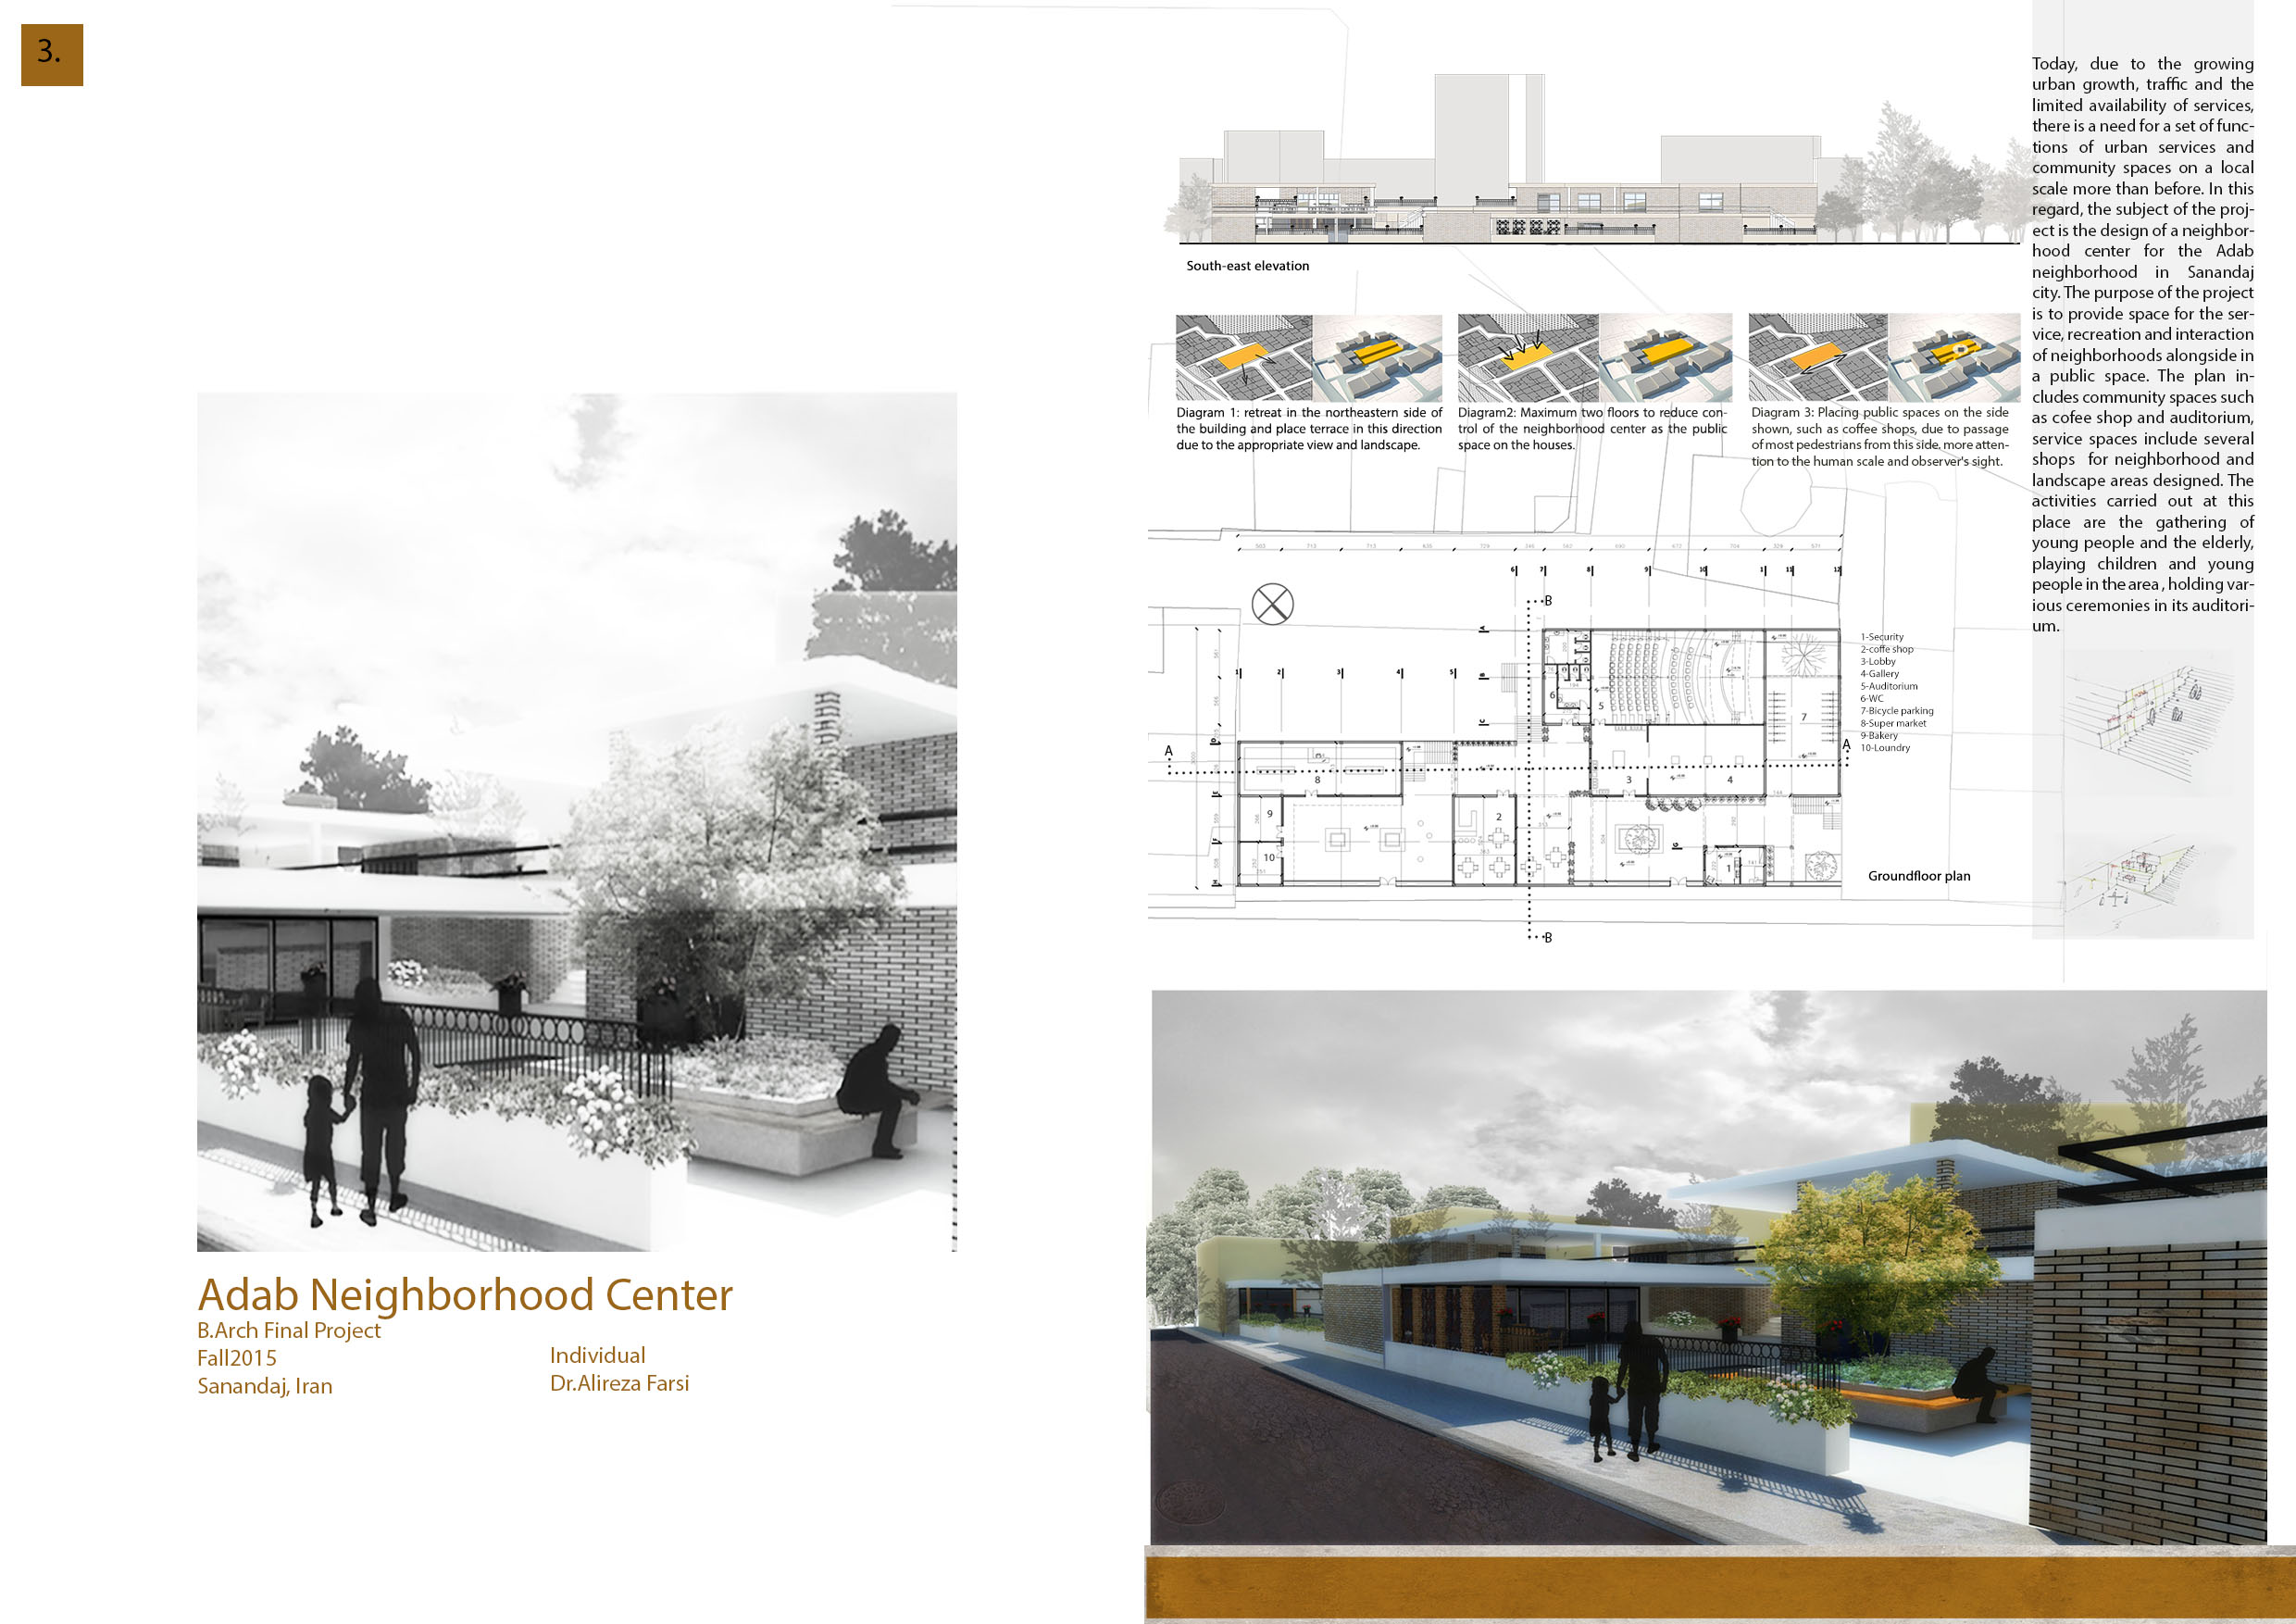 3.
Adab Neighborhood Center
B.Arch Final Project
Fall2015
Sanandaj, Iran
Individual
Dr.Alireza Farsi
South-east elevation
Diagram 1: retreat in the northeastern side of
the building and place terrace in this direction
due to the appropriate view and landscape.
Diagram2: Maximum two floors to reduce con-
trol of the neighborhood center as the public
space on the houses.
Diagram 3: Placing public spaces on the side
shown, such as coffee shops, due to passage
of most pedestrians from this side. more atten-
tion to the human scale and observer's sight.
Today, due to the growing
urban growth, traffic and the
limited availability of services,
there is a need for a set of func-
tions of urban services and
community spaces on a local
scale more than before. In this
regard, the subject of the proj-
ect is the design of a neighbor-
hood center for the Adab
neighborhood in Sanandaj
city. The purpose of the project
is to provide space for the ser-
vice, recreation and interaction
of neighborhoods alongside in
a public space. The plan in-
cludes community spaces such
as cofee shop and auditorium,
service spaces include several
shops for neighborhood and
landscape areas designed. The
activities carried out at this
place are the gathering of
young people and the elderly,
playing children and young
people in the area , holding var-
ious ceremonies in its auditori-
um.
B
A
A
B
1
2
3
4
5
6
7
8
9
10
1-Security
2-coffe shop
3-Lobby
4-Gallery
5-Auditorium
6-WC
7-Bicycle parking
8-Super market
9-Bakery
10-Loundry
Groundfloor plan